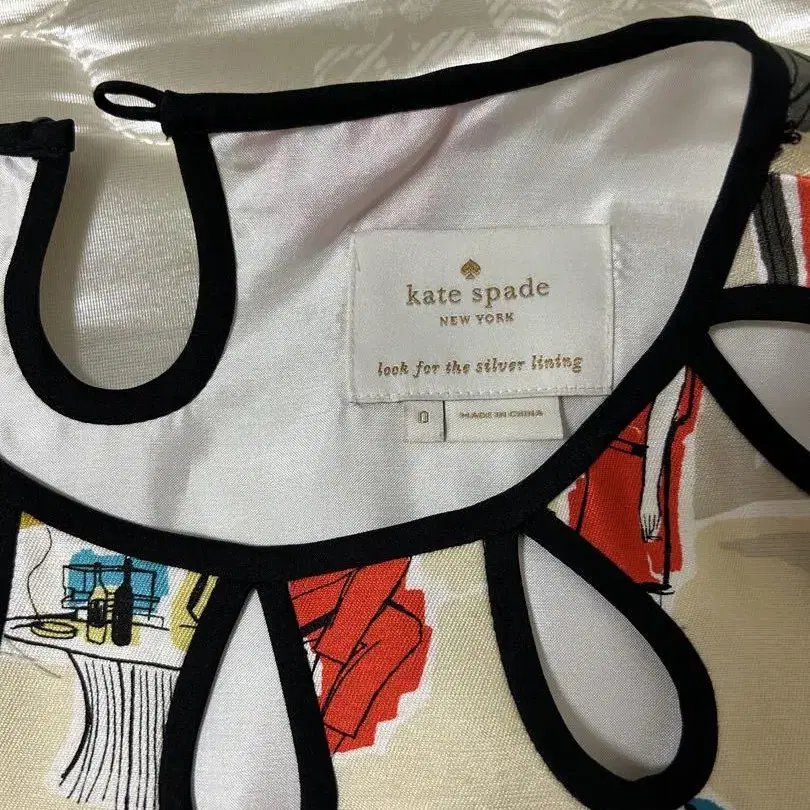 kate spade
NEW YORK
look for the silver lining
0
MADE IN CHINA